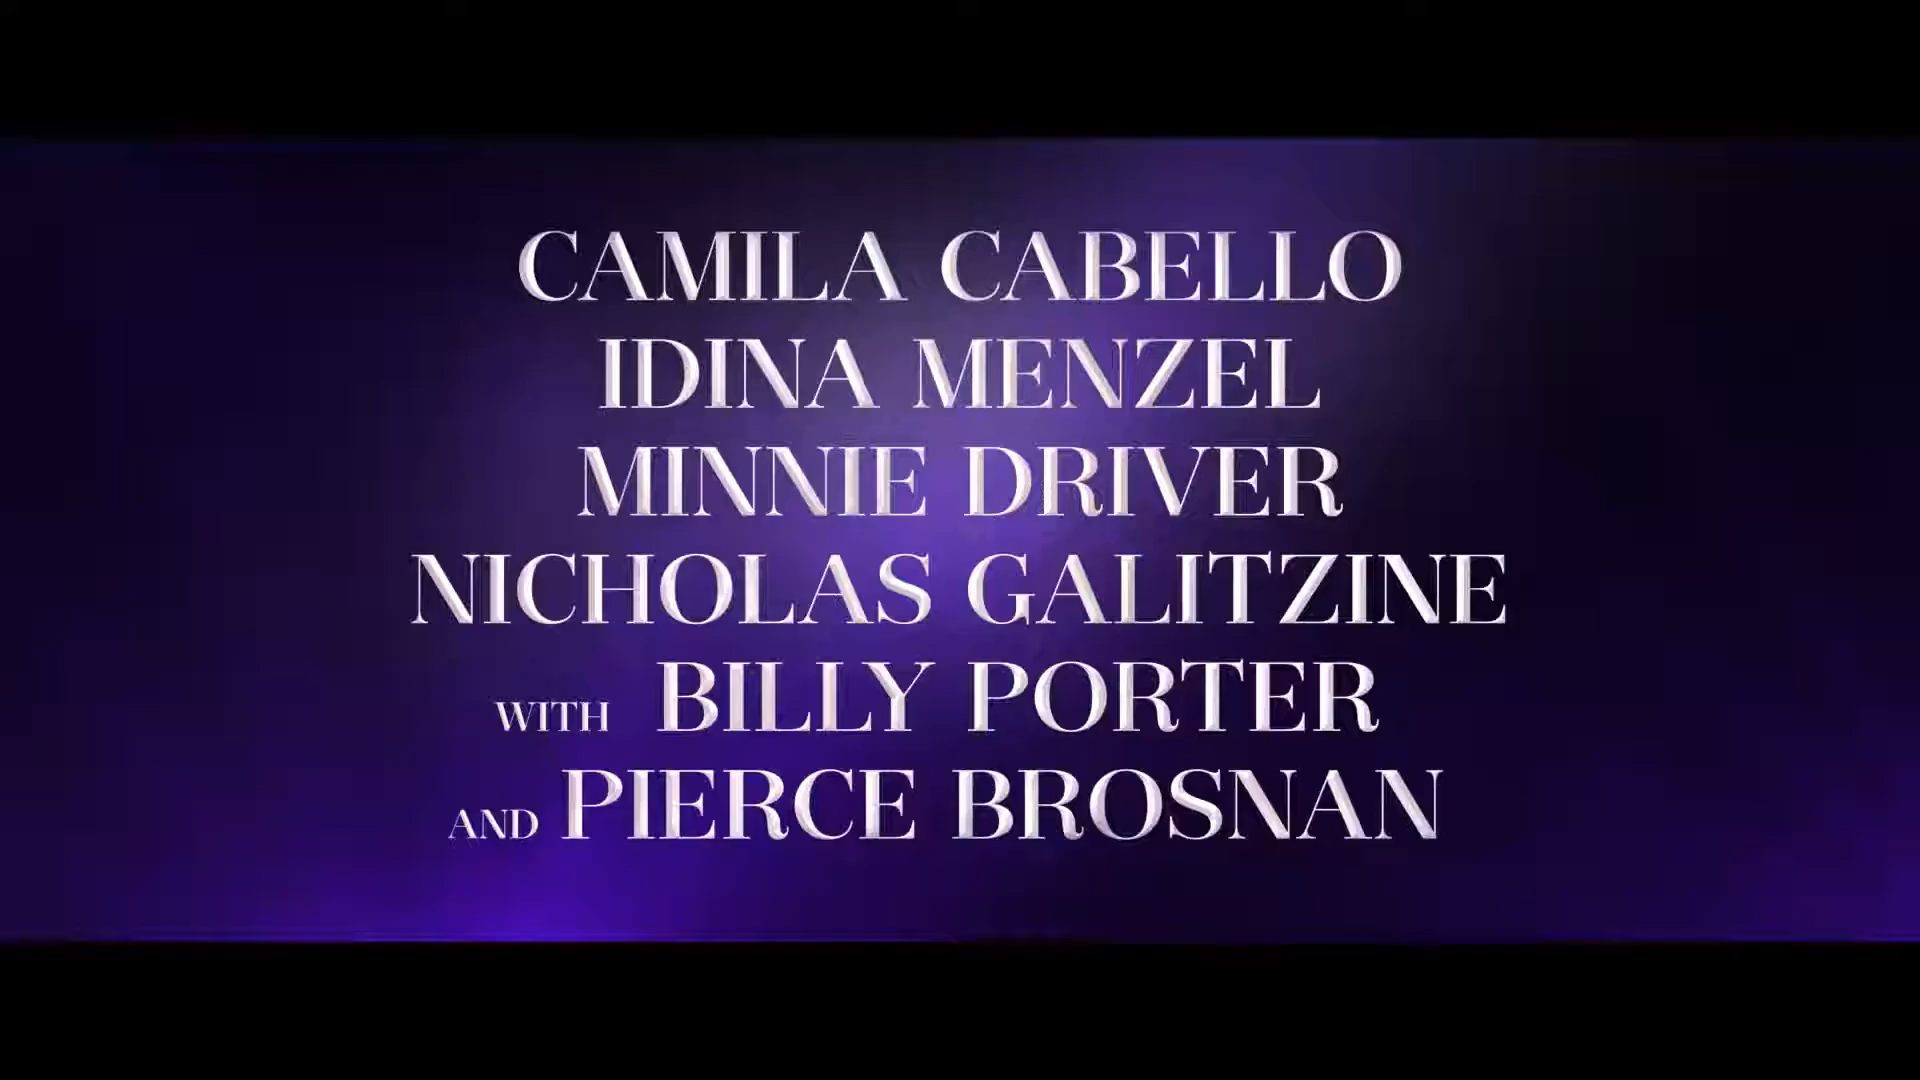 CAMILA CABELLO
IDINA MENZEL
MINNIE DRIVER
NICHOLAS GALITZINE
WITH BILLY PORTER
AND PIERCE BROSNAN